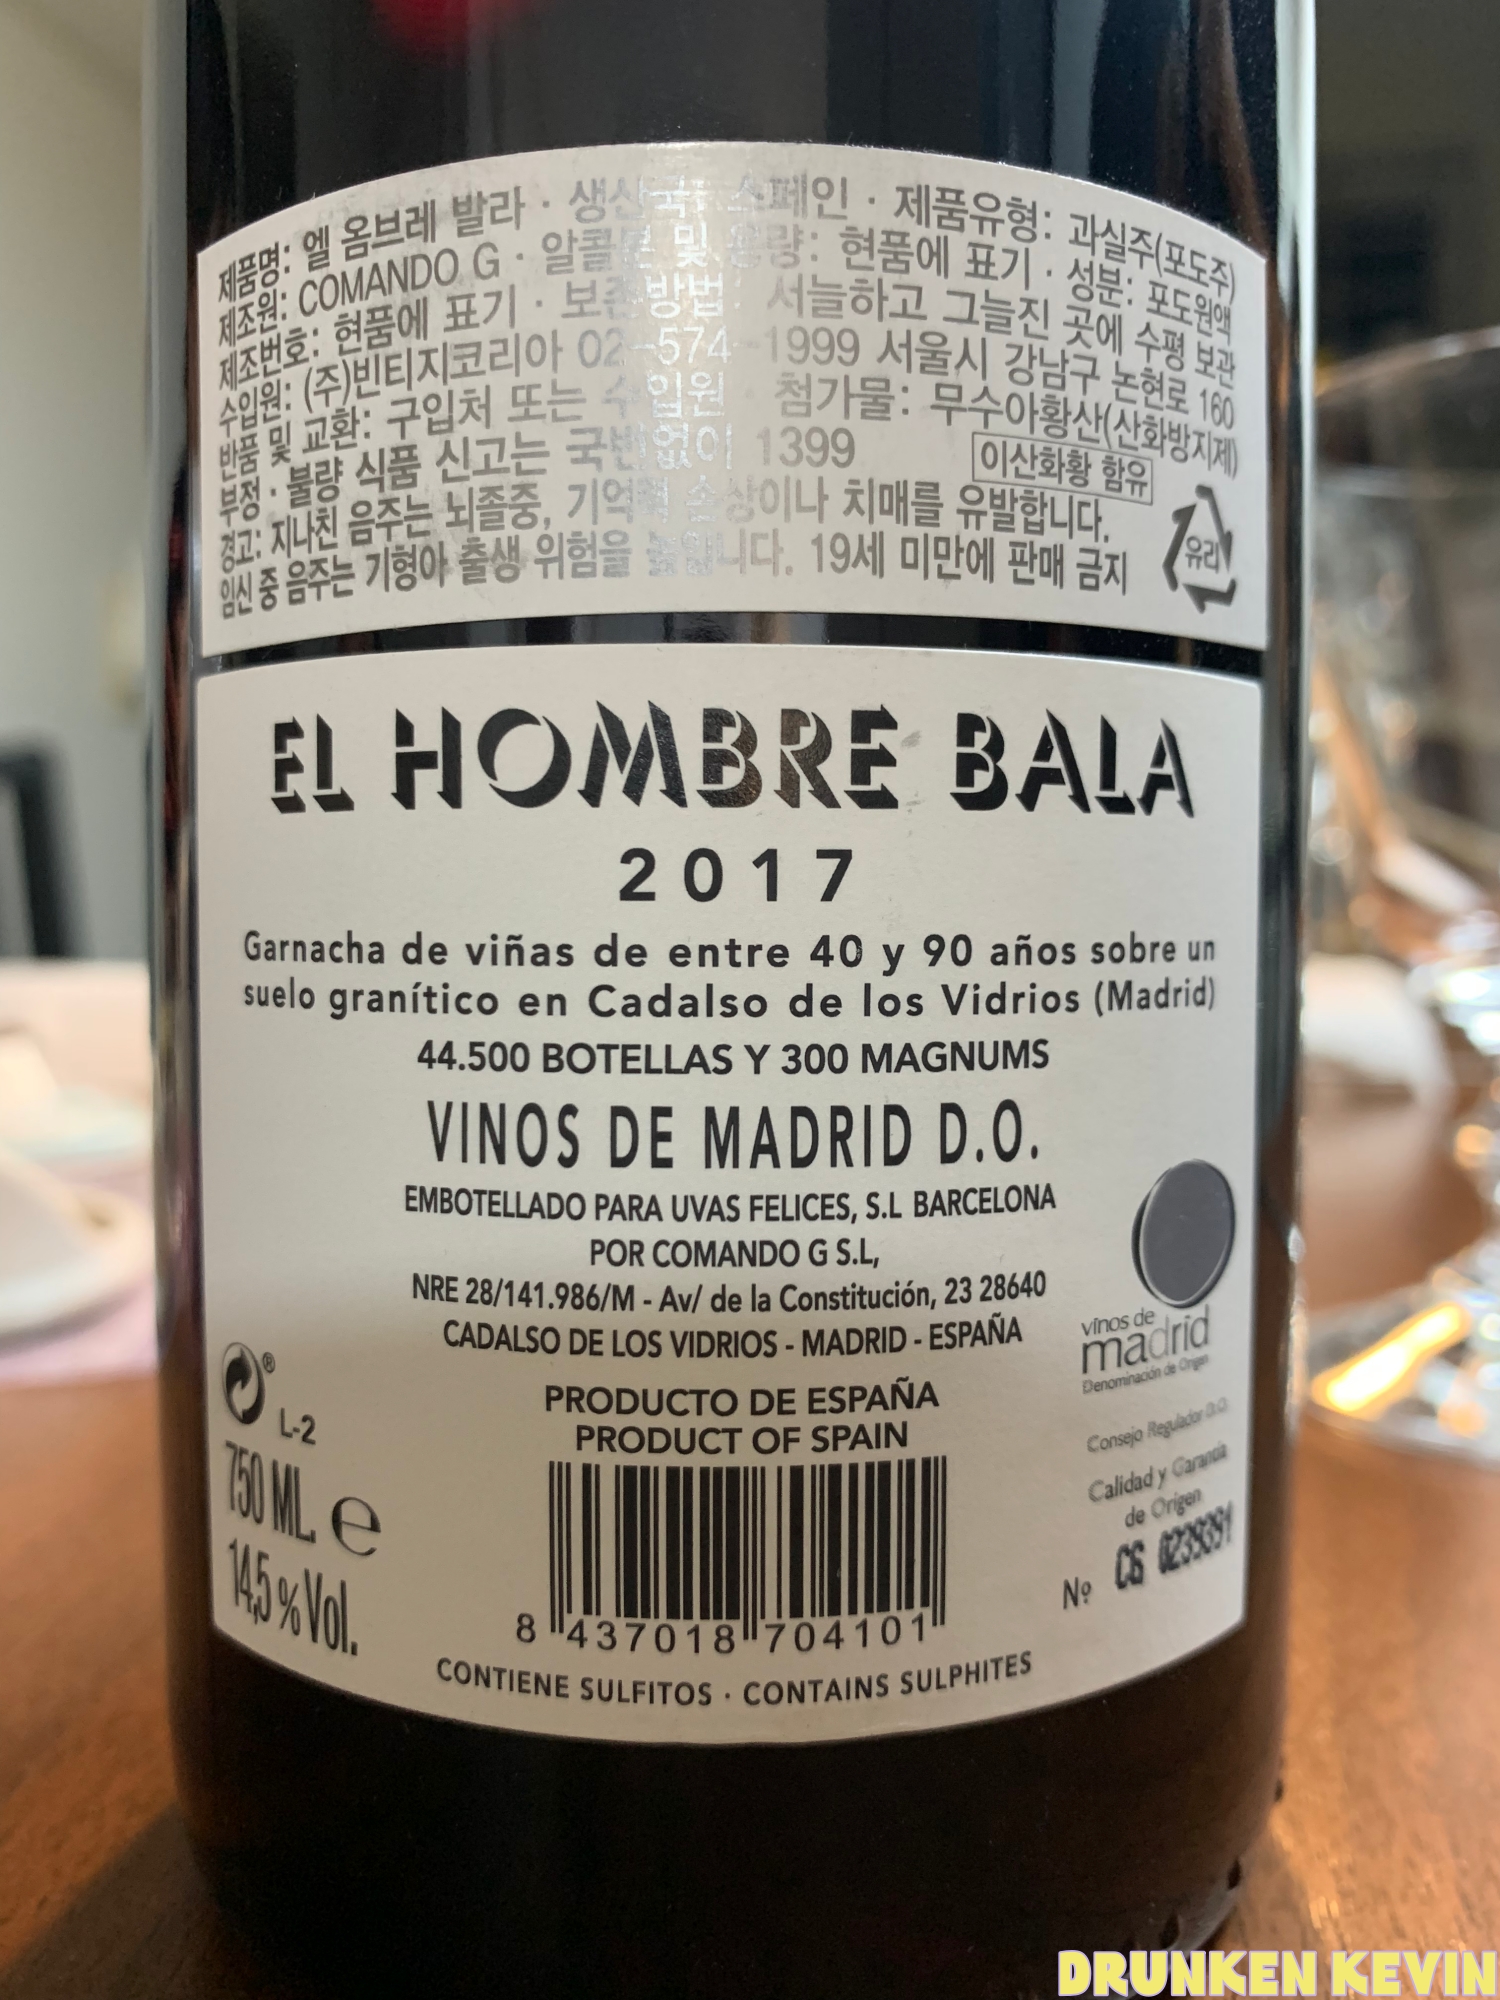 제품명: 엘 옴브레 발라 · 생산국: 스페인 · 제품유형: 과실주(포도주)
제조원: COMANDO G · 알콜분 및 용량: 현품에 표기 · 성분: 포도원액
제조번호: 현품에 표기 · 보존방법: 서늘하고 그늘진 곳에 수평 보관
수입원: (주)빈티지코리아 02-574-1999 서울시 강남구 논현로 160
반품 및 교환: 구입처 또는 수입원 · 첨가물: 무수아황산(산화방지제)
부정 · 불량 식품 신고는 국번없이 1399
이산화황 함유
경고: 지나친 음주는 뇌졸중, 기억력 손상이나 치매를 유발합니다.
임신 중 음주는 기형아 출생 위험을 높입니다. 19세 미만에 판매 금지
유리
EL HOMBRE BALA
2017
Garnacha de viñas de entre 40 y 90 años sobre un
suelo granítico en Cadalso de los Vidrios (Madrid)
44.500 BOTELLAS Y 300 MAGNUMS
VINOS DE MADRID D.O.
EMBOTELLADO PARA UVAS FELICES, S.L BARCELONA
POR COMANDO G S.L,
NRE 28/141.986/M - Av/ de la Constitución, 23 28640
CADALSO DE LOS VIDRIOS - MADRID - ESPAÑA
vinos de
madrid
Denominación de Origen
PRODUCTO DE ESPAÑA
PRODUCT OF SPAIN
® L-2
750 ML. e
14,5 % Vol.
Consejo Regulador D.O.
Calidad y Garantía
de Origen
Nº C6 0239391
8 437018 704101
CONTIENE SULFITOS · CONTAINS SULPHITES
DRUNKEN KEVIN